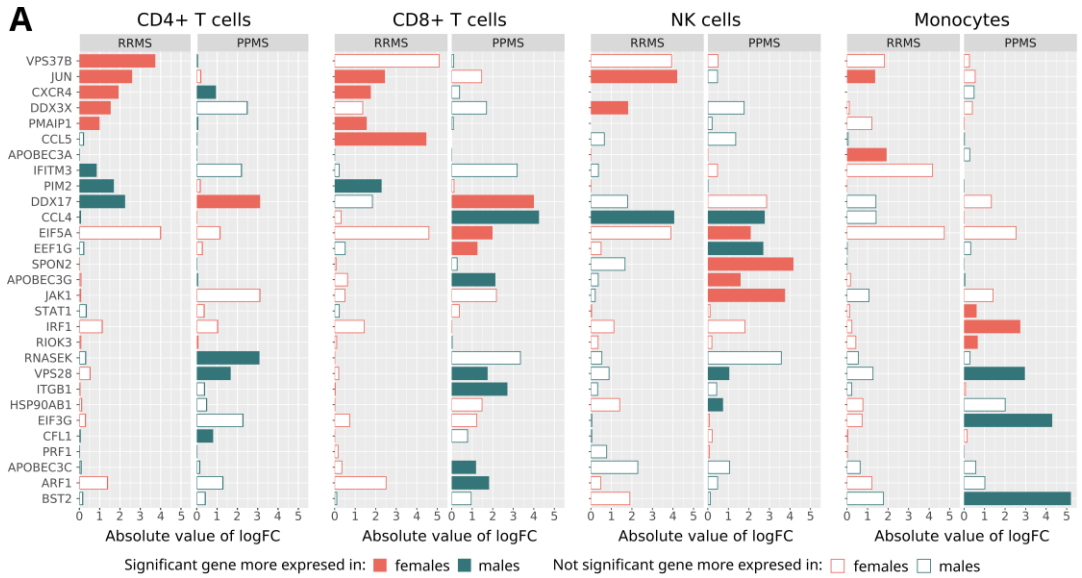 A
CD4+ T cells CD8+ T cells NK cells Monocytes
RRMS PPMS RRMS PPMS RRMS PPMS RRMS PPMS
VPS37B
JUN
CXCR4
DDX3X
PMAIP1
CCL5
APOBEC3A
IFITM3
PIM2
DDX17
CCL4
EIF5A
EEF1G
SPON2
APOBEC3G
JAK1
STAT1
IRF1
RIOK3
RNASEK
VPS28
ITGB1
HSP90AB1
EIF3G
CFL1
PRF1
APOBEC3C
ARF1
BST2
0 1 2 3 4 5 0 1 2 3 4 5 0 1 2 3 4 5 0 1 2 3 4 5 0 1 2 3 4 5 0 1 2 3 4 5 0 1 2 3 4 5 0 1 2 3 4 5
Absolute value of logFC Absolute value of logFC Absolute value of logFC Absolute value of logFC
Significant gene more expresed in: females males Not significant gene more expresed in: females males